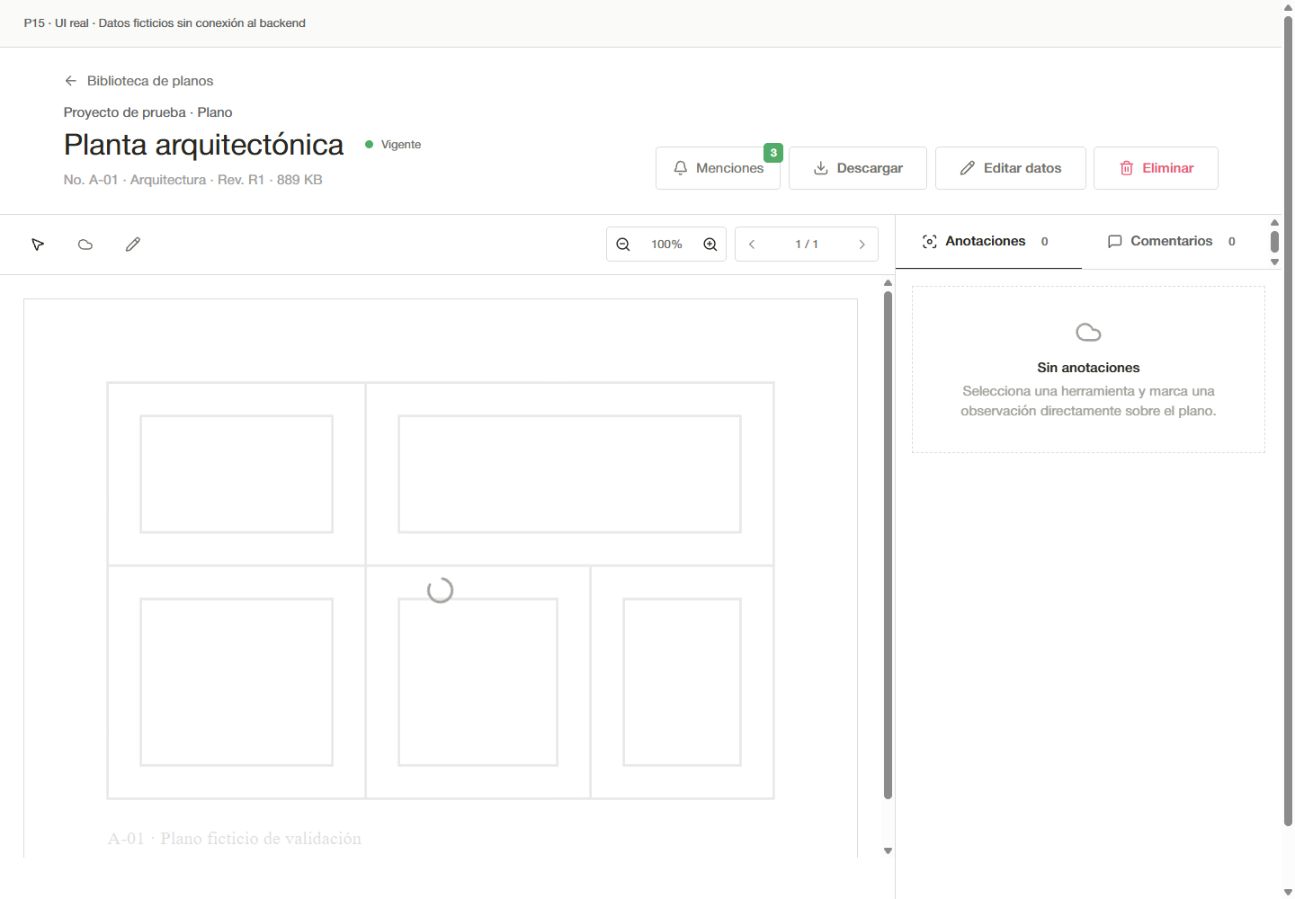 P15 · UI real · Datos ficticios sin conexión al backend
Biblioteca de planos
Proyecto de prueba · Plano
Planta arquitectónica
Vigente
No. A-01 · Arquitectura · Rev. R1 · 889 KB
Menciones
3
Descargar
Editar datos
Eliminar
100%
1 / 1
Anotaciones 0
Comentarios 0
Sin anotaciones
Selecciona una herramienta y marca una
observación directamente sobre el plano.
A-01 · Plano ficticio de validación